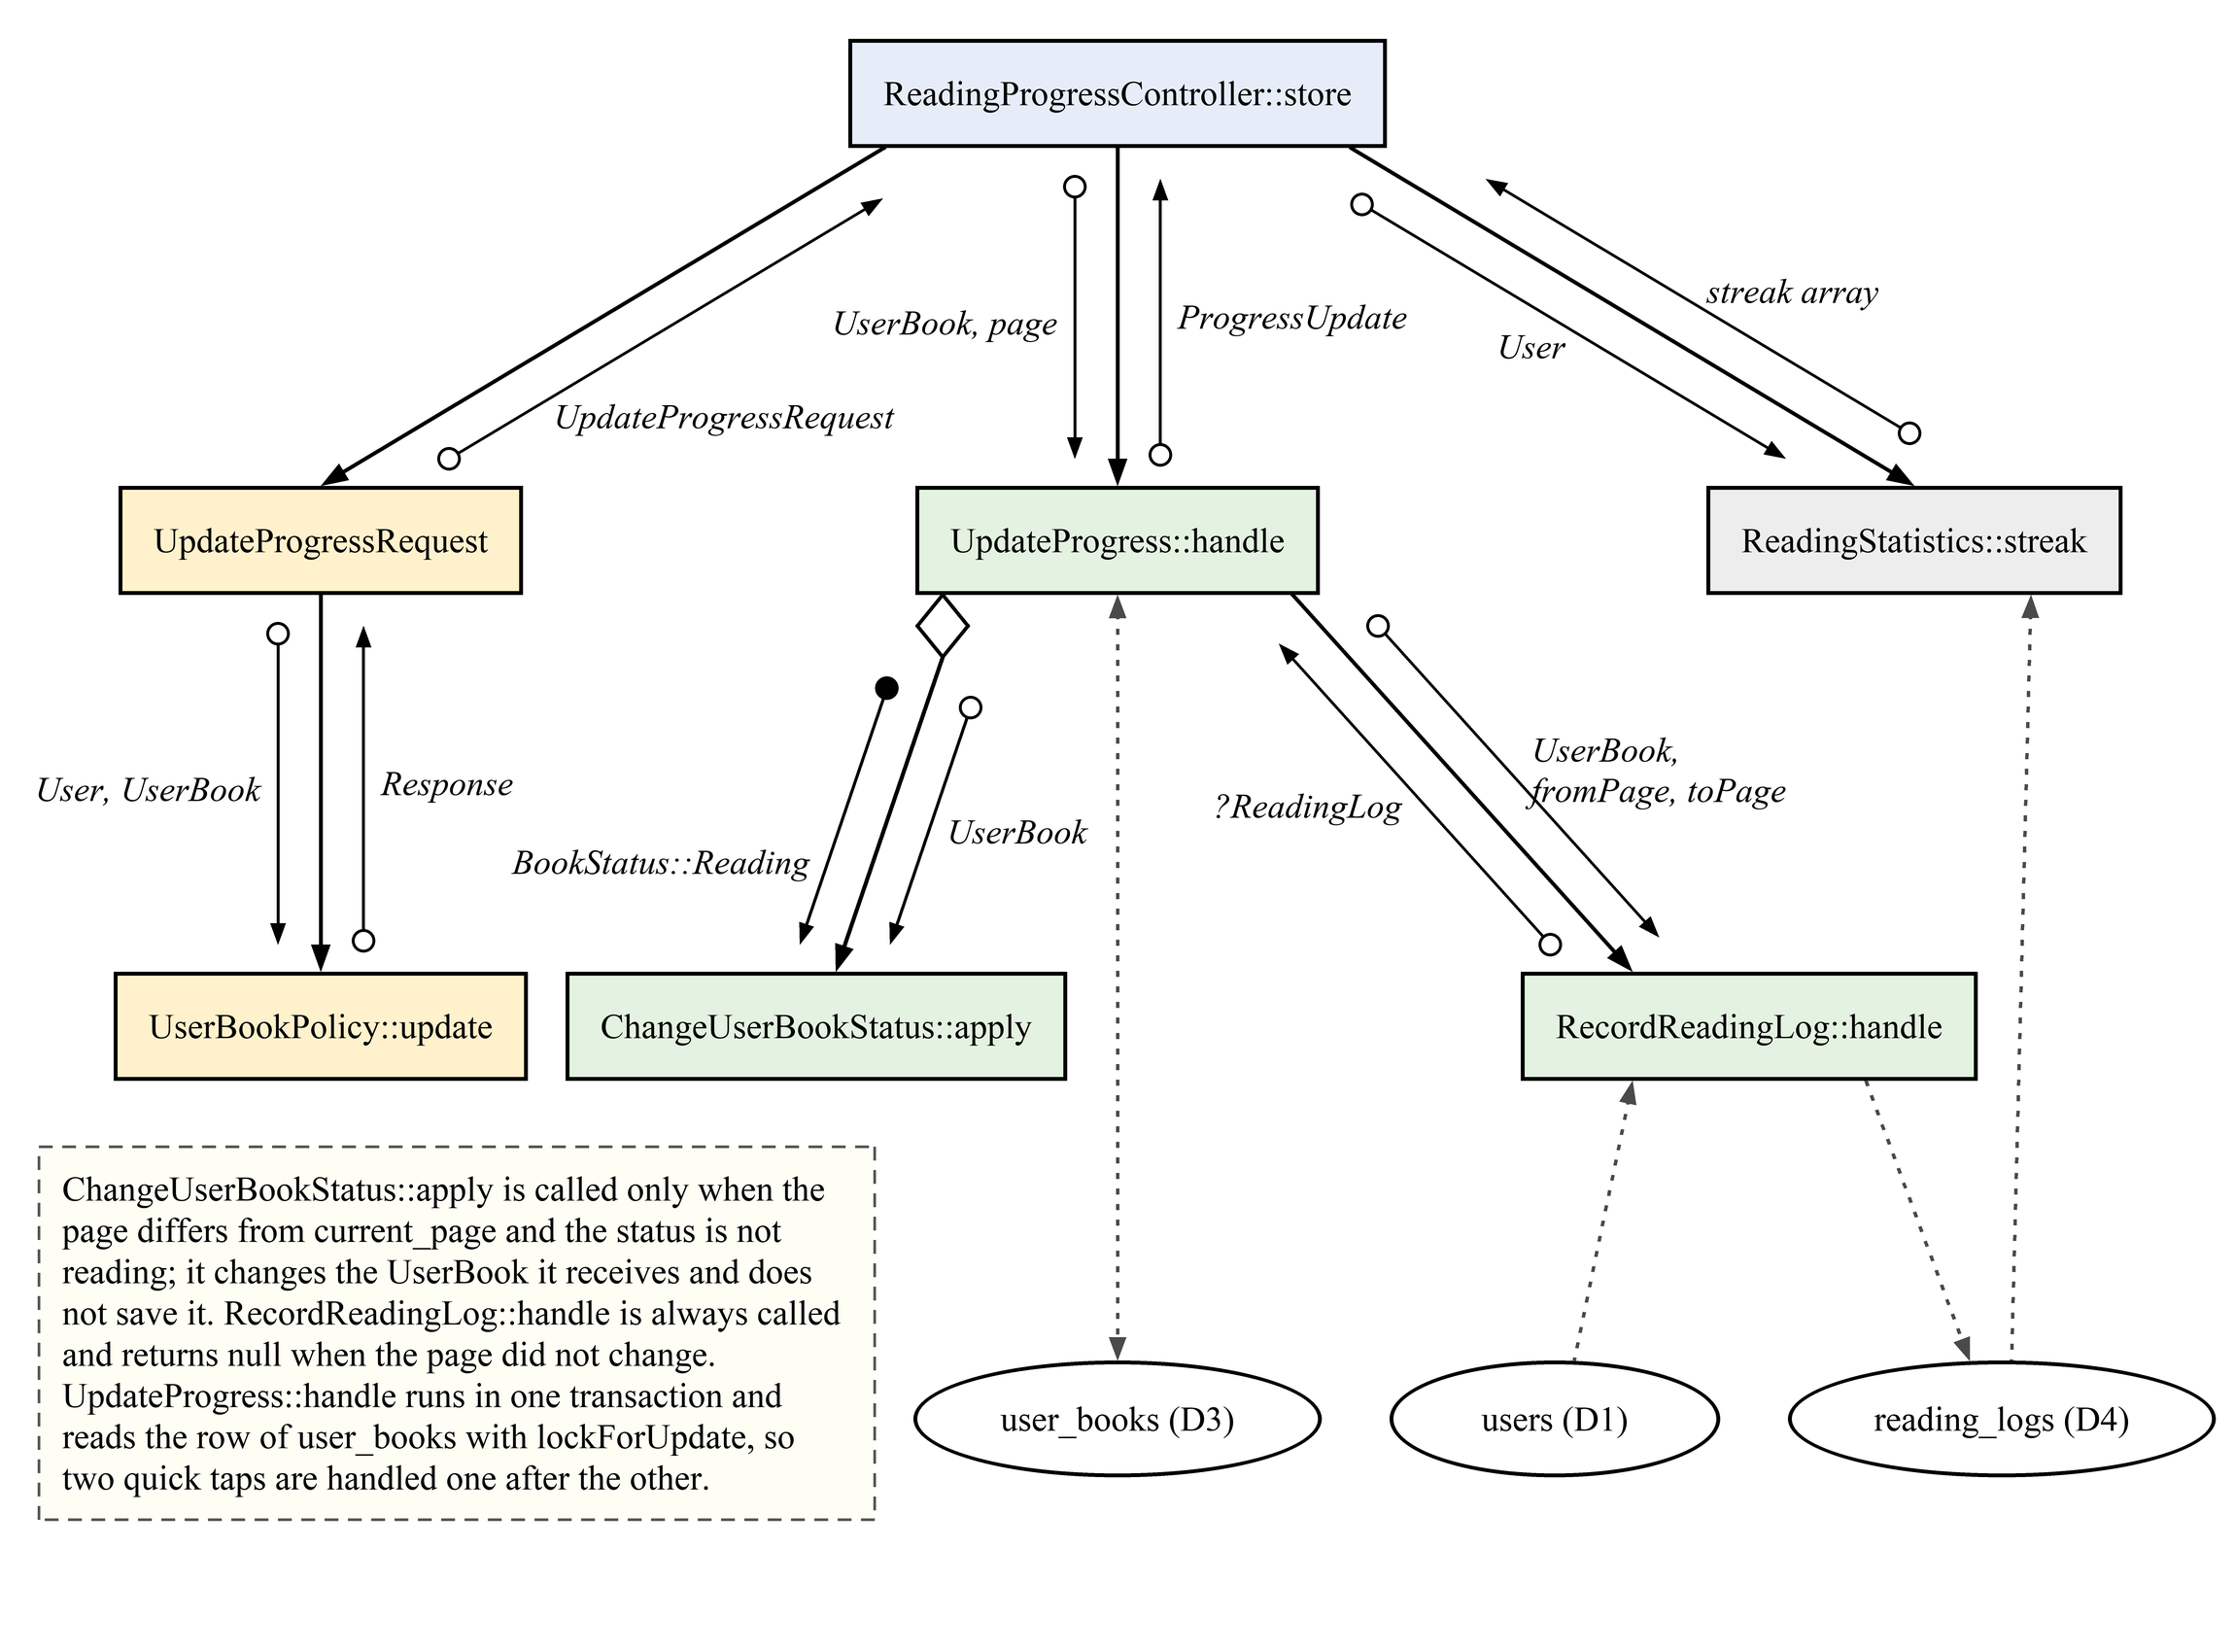 ReadingProgressController::store
UserBook, page
ProgressUpdate
streak array
User
UpdateProgressRequest
UpdateProgressRequest
UpdateProgress::handle
ReadingStatistics::streak
User, UserBook
Response
BookStatus::Reading
UserBook
?ReadingLog
UserBook,
fromPage, toPage
UserBookPolicy::update
ChangeUserBookStatus::apply
RecordReadingLog::handle
ChangeUserBookStatus::apply is called only when the
page differs from current_page and the status is not
reading; it changes the UserBook it receives and does
not save it. RecordReadingLog::handle is always called
and returns null when the page did not change.
UpdateProgress::handle runs in one transaction and
reads the row of user_books with lockForUpdate, so
two quick taps are handled one after the other.
user_books (D3)
users (D1)
reading_logs (D4)